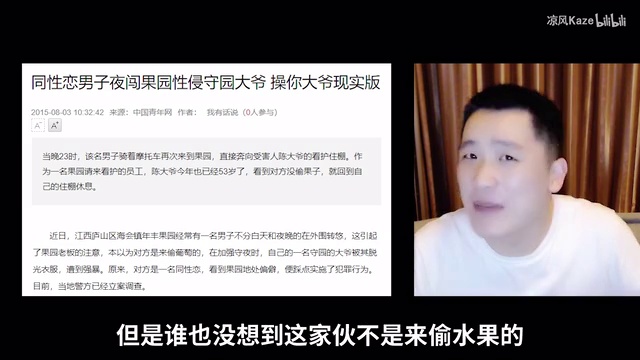 凉风Kaze bilibili
同性恋男子夜闯果园性侵守园大爷 操你大爷现实版
2015-08-03 10:32:42 来源：中国青年网 作者： 我有话说（0人参与）
A- A+
当晚23时，该名男子骑着摩托车再次来到果园，直接奔向受害人陈大爷的看护住棚。作
为一名果园请来看护的员工，陈大爷今年也已经53岁了，看到对方没偷果子，就回到自
己的住棚休息。
近日，江西庐山区海会镇年丰果园经常有一名男子不分白天和夜晚的在外围转悠，这引起
了果园老板的注意，本以为对方是来偷葡萄的，在加强守夜时，自己的一名守园的大爷被其脱
光衣服，遭到强暴。原来，对方是一名同性恋，看到果园地处偏僻，便踩点实施了犯罪行为。
目前，当地警方已经立案调查。
但是谁也没想到这家伙不是来偷水果的